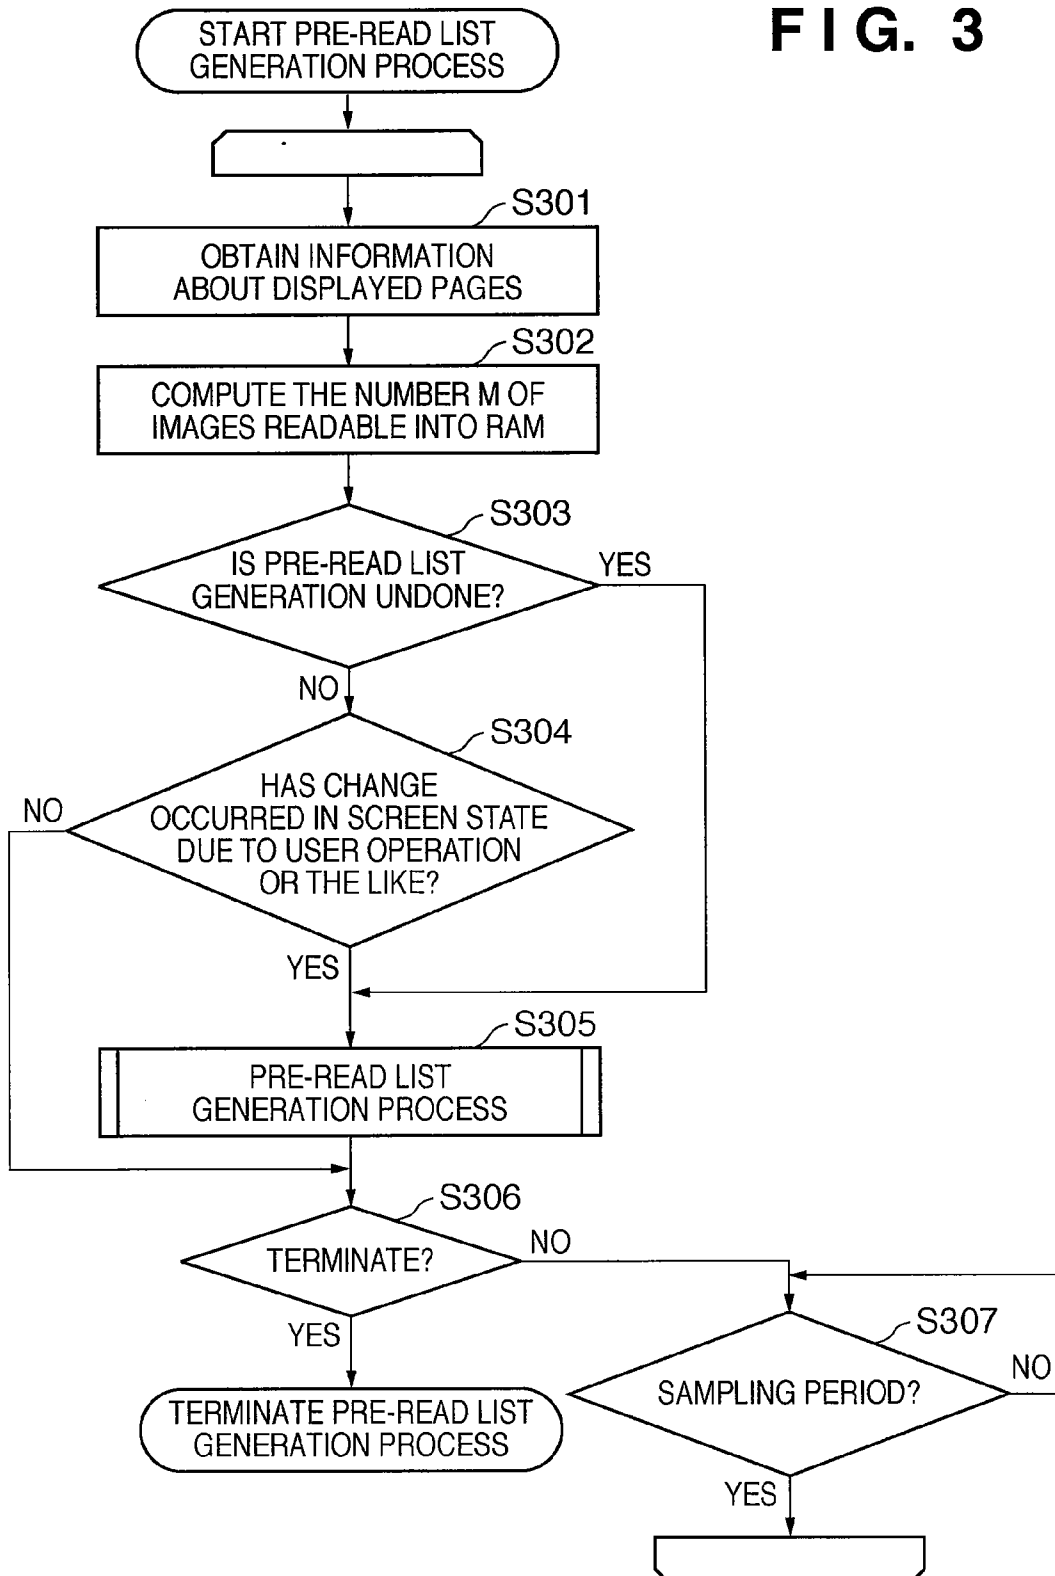 FIG. 3
START PRE-READ LIST
GENERATION PROCESS
S301
OBTAIN INFORMATION
ABOUT DISPLAYED PAGES
S302
COMPUTE THE NUMBER M OF
IMAGES READABLE INTO RAM
S303
IS PRE-READ LIST
GENERATION UNDONE?
YES
NO
S304
HAS CHANGE
OCCURRED IN SCREEN STATE
DUE TO USER OPERATION
OR THE LIKE?
NO
YES
S305
PRE-READ LIST
GENERATION PROCESS
S306
TERMINATE?
NO
YES
S307
SAMPLING PERIOD?
NO
YES
TERMINATE PRE-READ LIST
GENERATION PROCESS